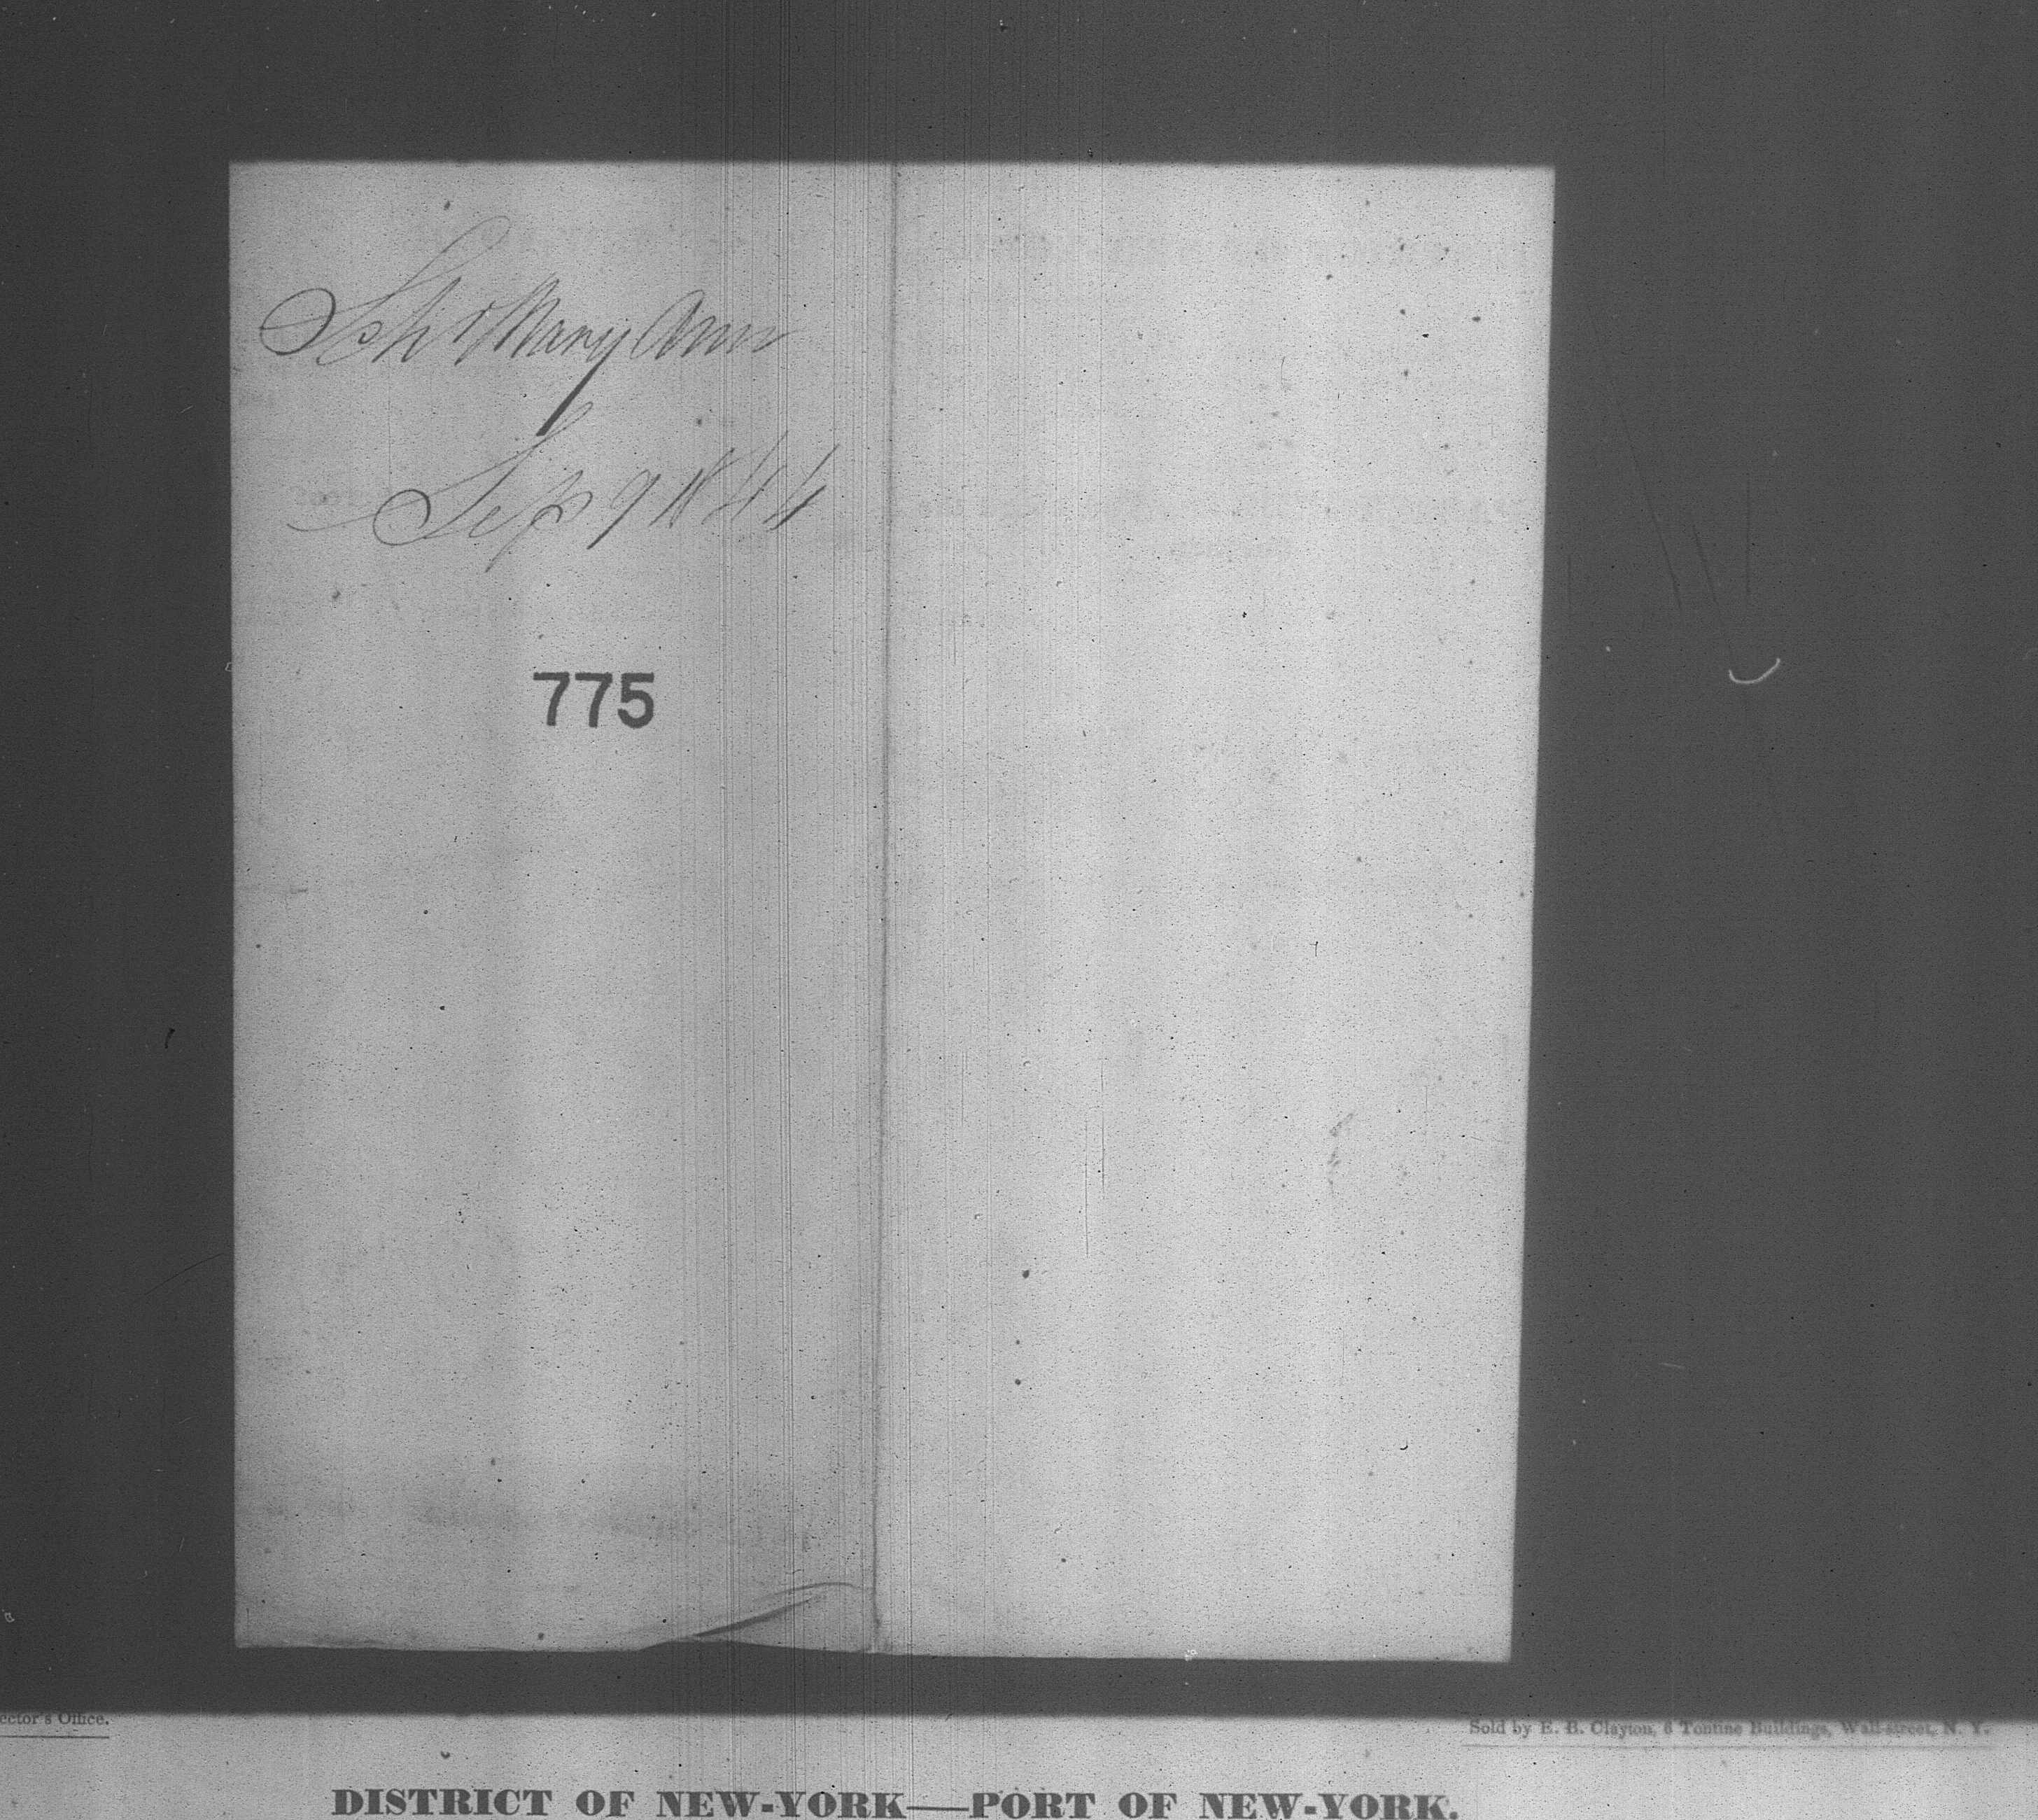 Schr Mary Ann
Sep 9 1844
775
ector's Office.
Sold by E. B. Clayton, 6 Tontine Buildings, Wall-street, N. Y.
DISTRICT OF NEW-YORK—PORT OF NEW-YORK.